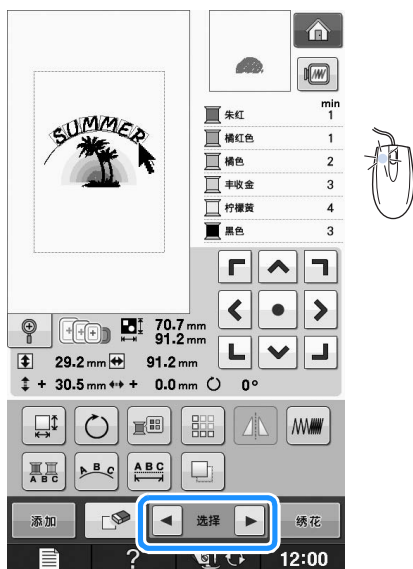 SUMMER
min
朱红 1
橘红色 1
橘色 2
丰收金 3
柠檬黄 4
黑色 3
70.7 mm
91.2 mm
29.2 mm 91.2 mm
+ 30.5 mm + 0.0 mm 0°
A B C A B C A B C
添加 选择 绣花
? 12:00